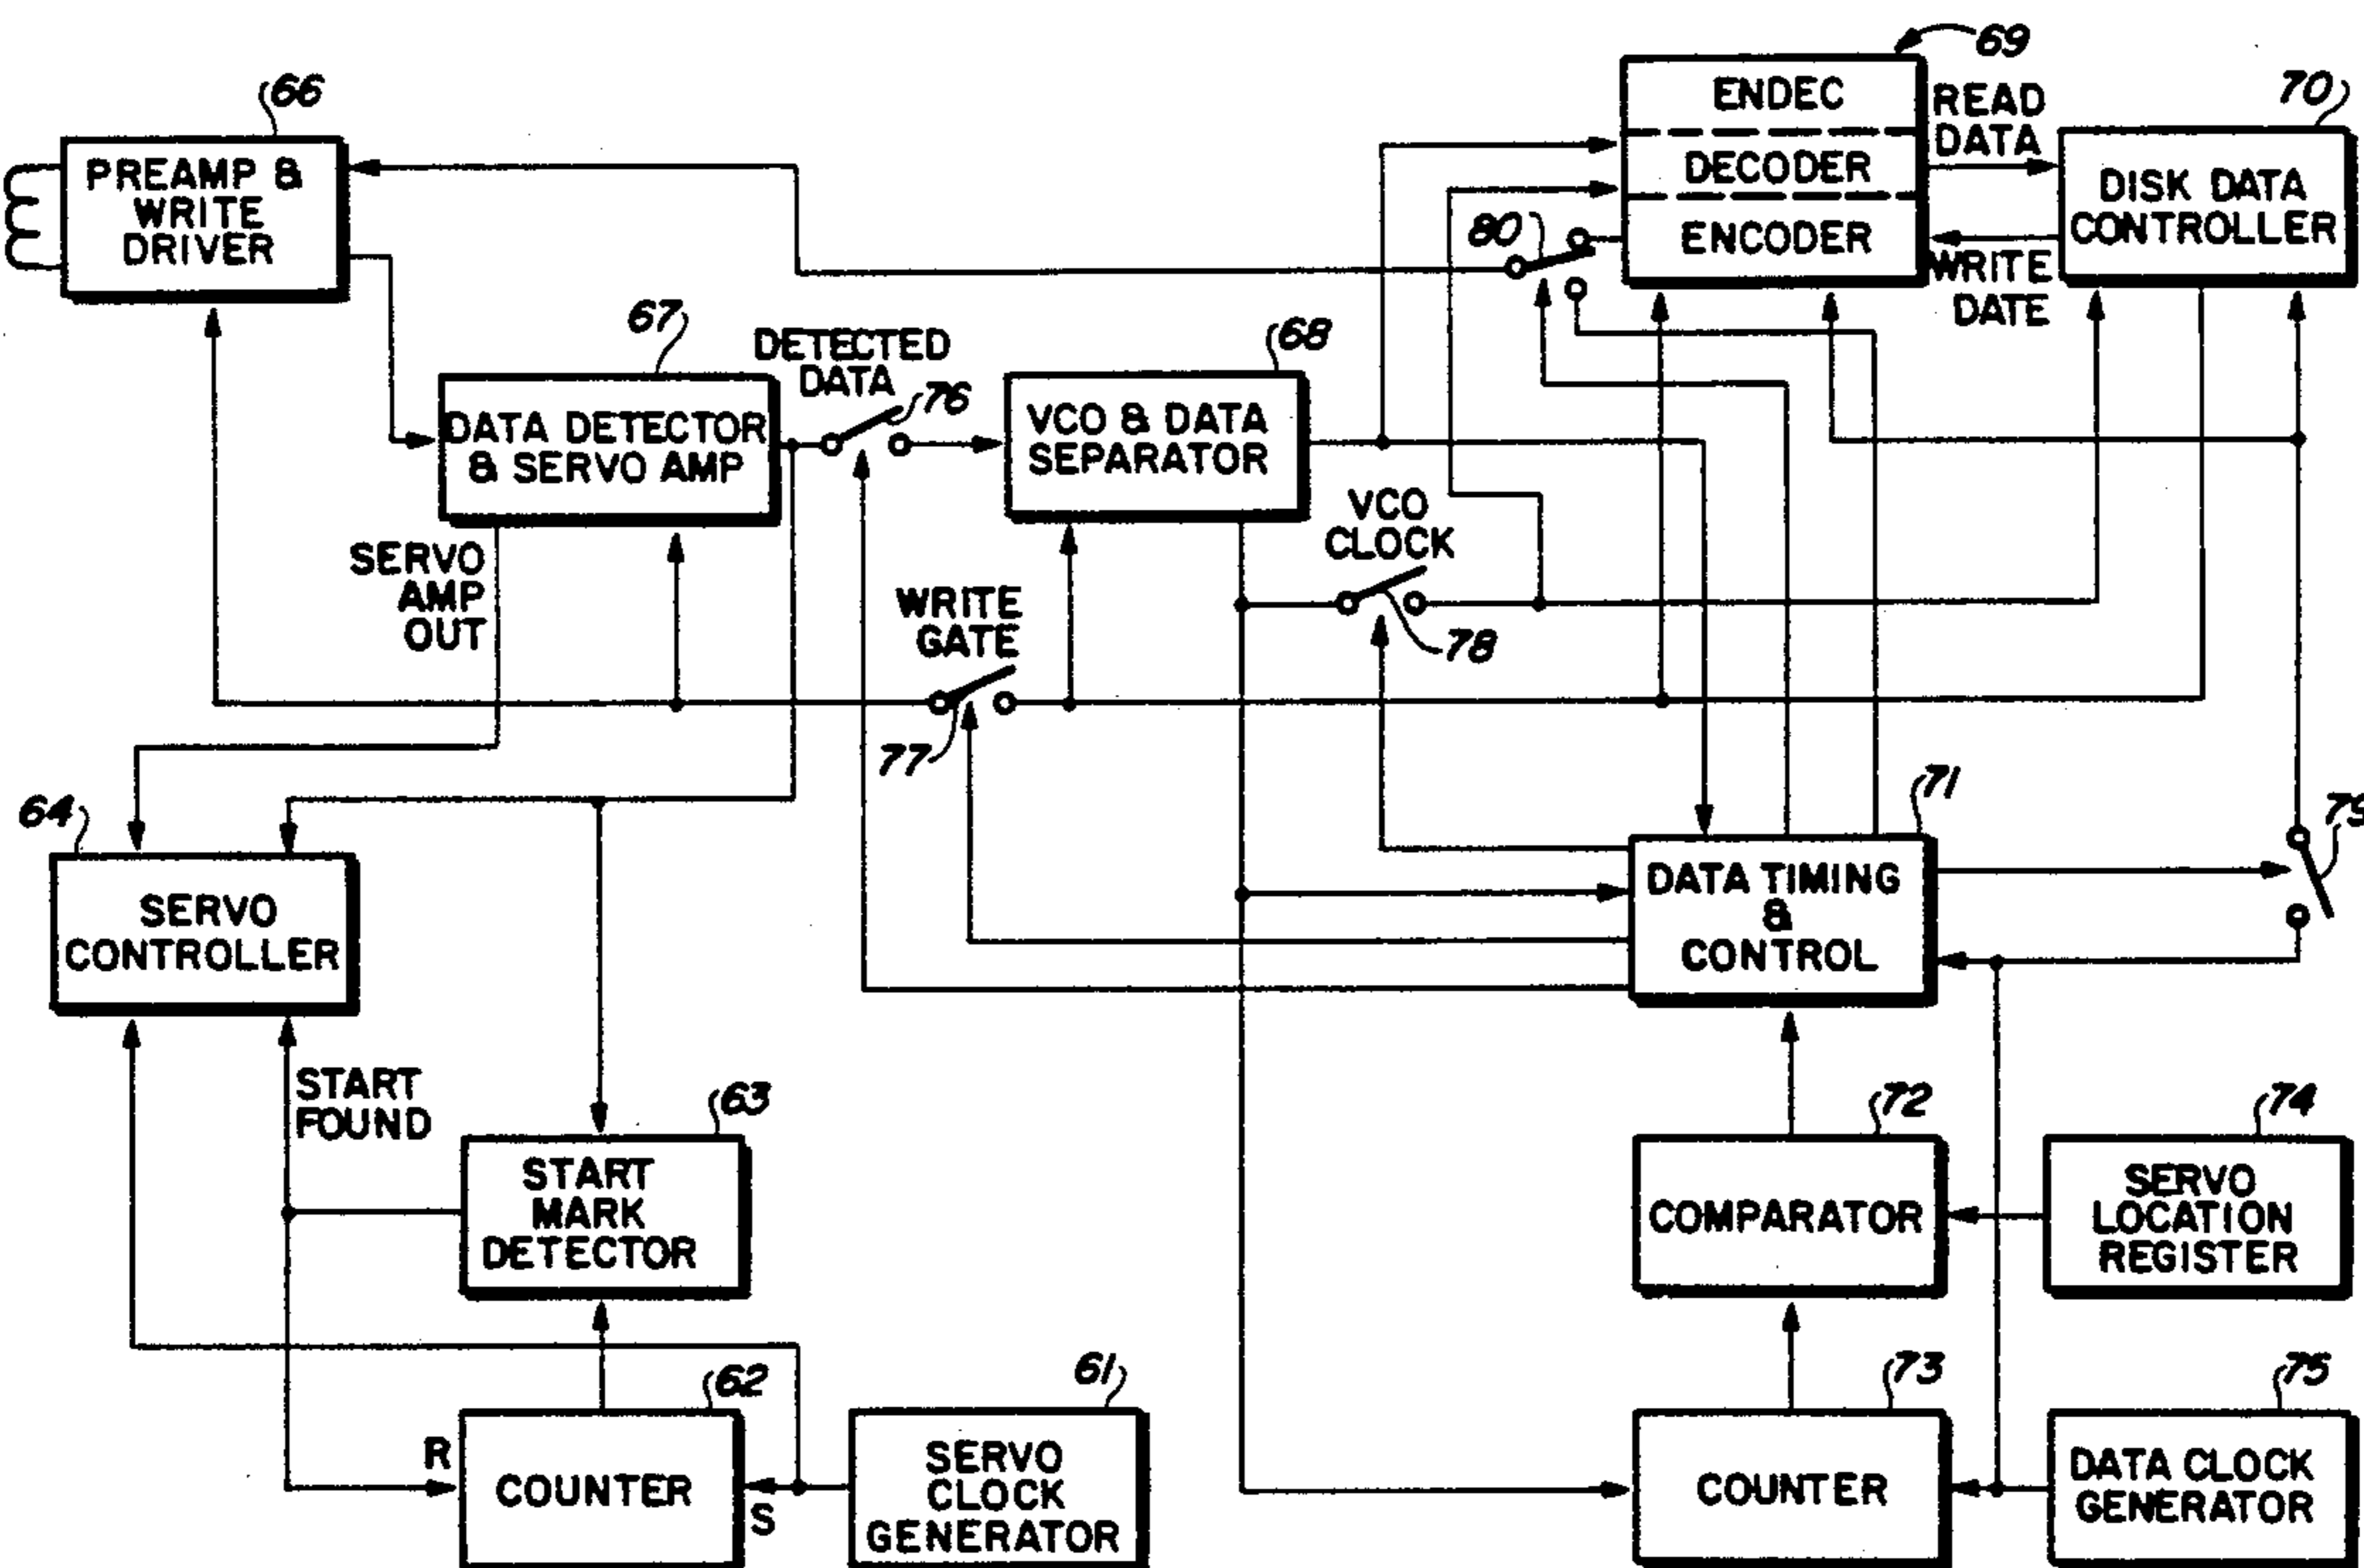 69
66
ENDEC
READ
DATA
70
PREAMP &
WRITE
DRIVER
DECODER
DISK DATA
CONTROLLER
80
ENCODER
WRITE
DATE
67
DETECTED
DATA
76
68
DATA DETECTOR
& SERVO AMP
VCO & DATA
SEPARATOR
VCO
CLOCK
SERVO
AMP
OUT
WRITE
GATE
78
77
71
64
79
SERVO
CONTROLLER
DATA TIMING
&
CONTROL
START
FOUND
63
72
74
START
MARK
DETECTOR
COMPARATOR
SERVO
LOCATION
REGISTER
62
61
73
75
R
COUNTER
S
SERVO
CLOCK
GENERATOR
COUNTER
DATA CLOCK
GENERATOR